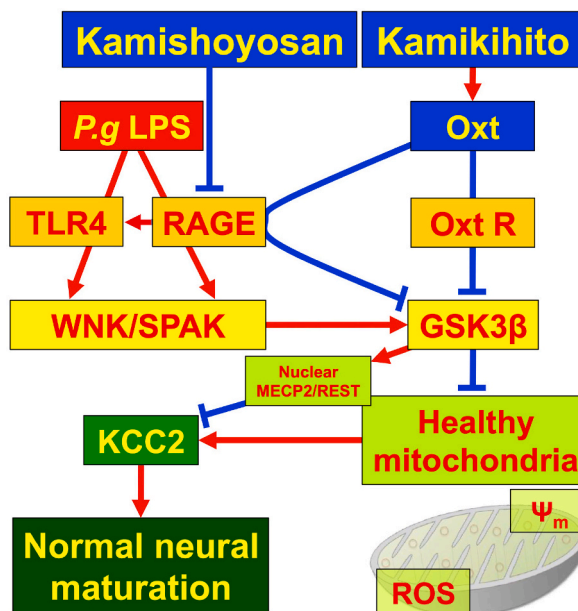 Kamishoyosan
Kamikihito
P.g LPS
Oxt
TLR4
RAGE
Oxt R
WNK/SPAK
GSK3β
Nuclear
MECP2/REST
KCC2
Healthy
mitochondria
Normal neural
maturation
Ψm
ROS